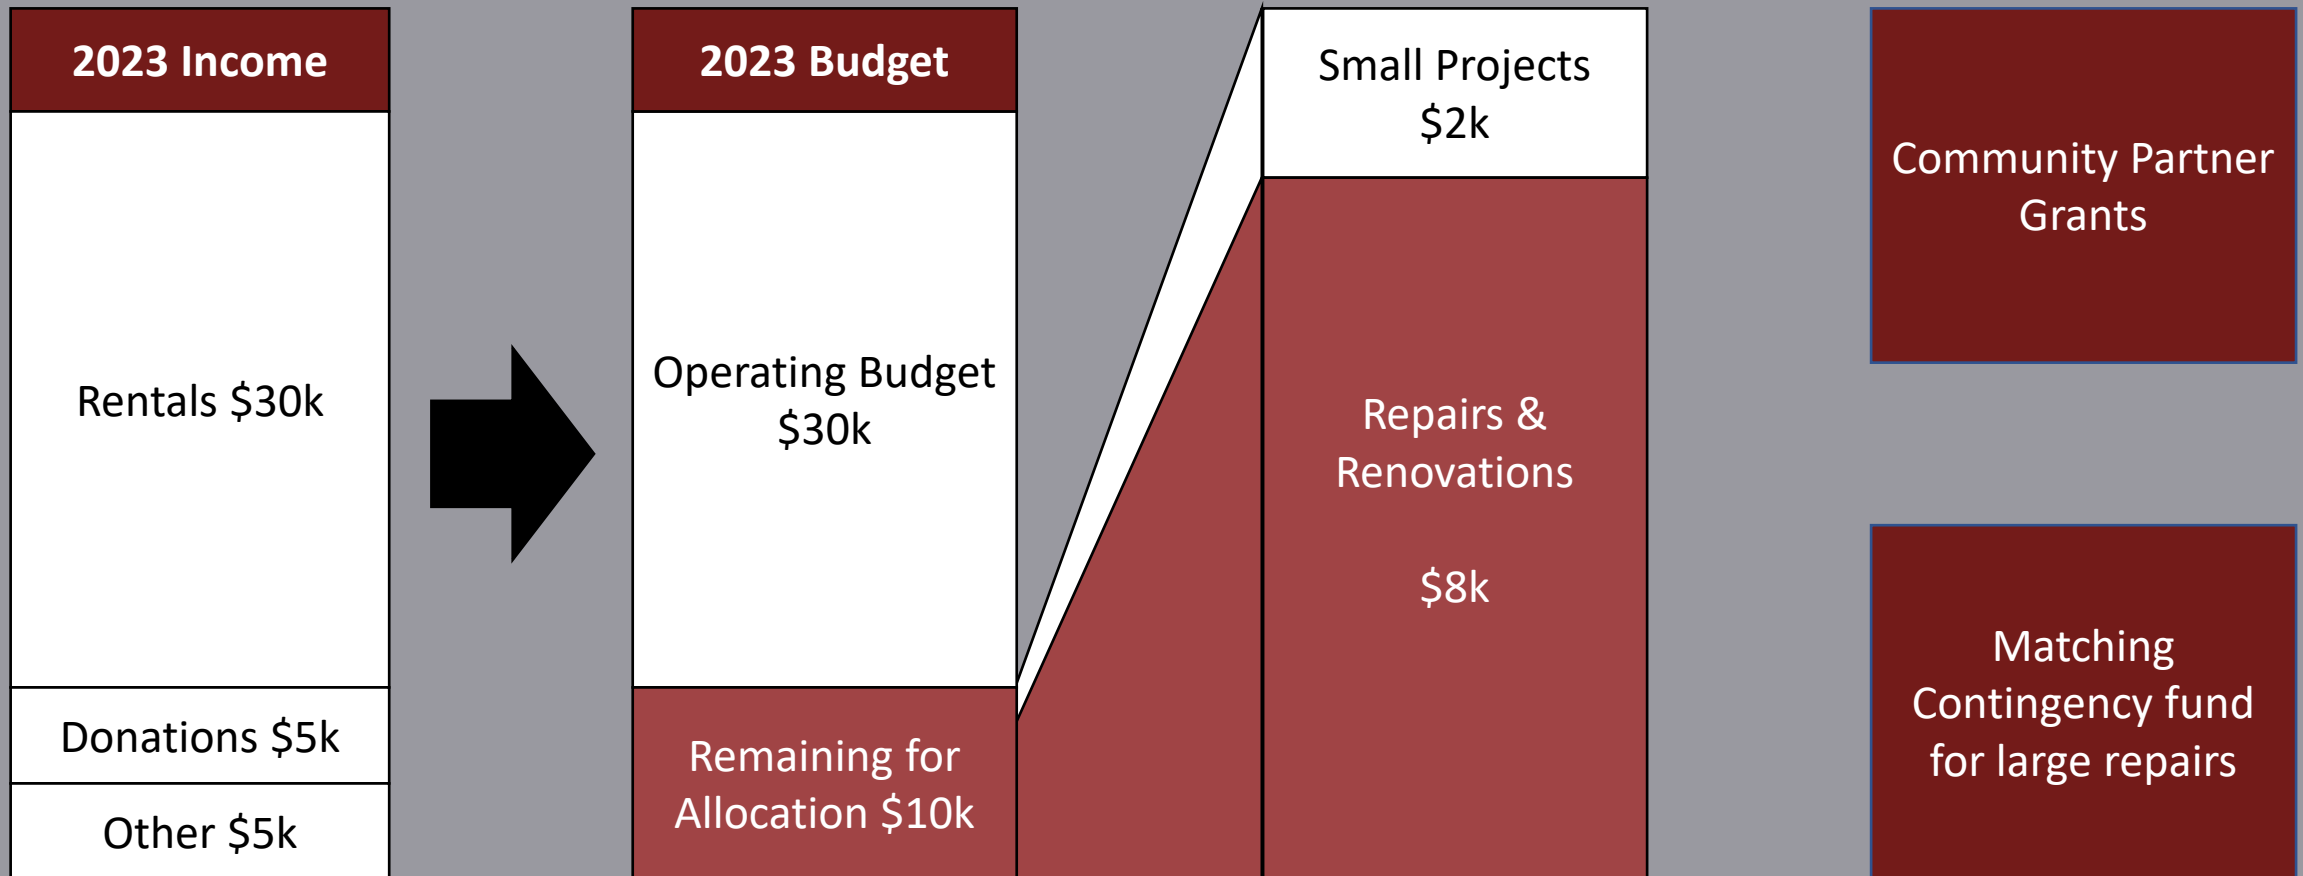 2023 Income
Rentals $30k
Donations $5k
Other $5k
2023 Budget
Operating Budget
$30k
Remaining for
Allocation $10k
Small Projects
$2k
Repairs &
Renovations
$8k
Community Partner
Grants
Matching
Contingency fund
for large repairs